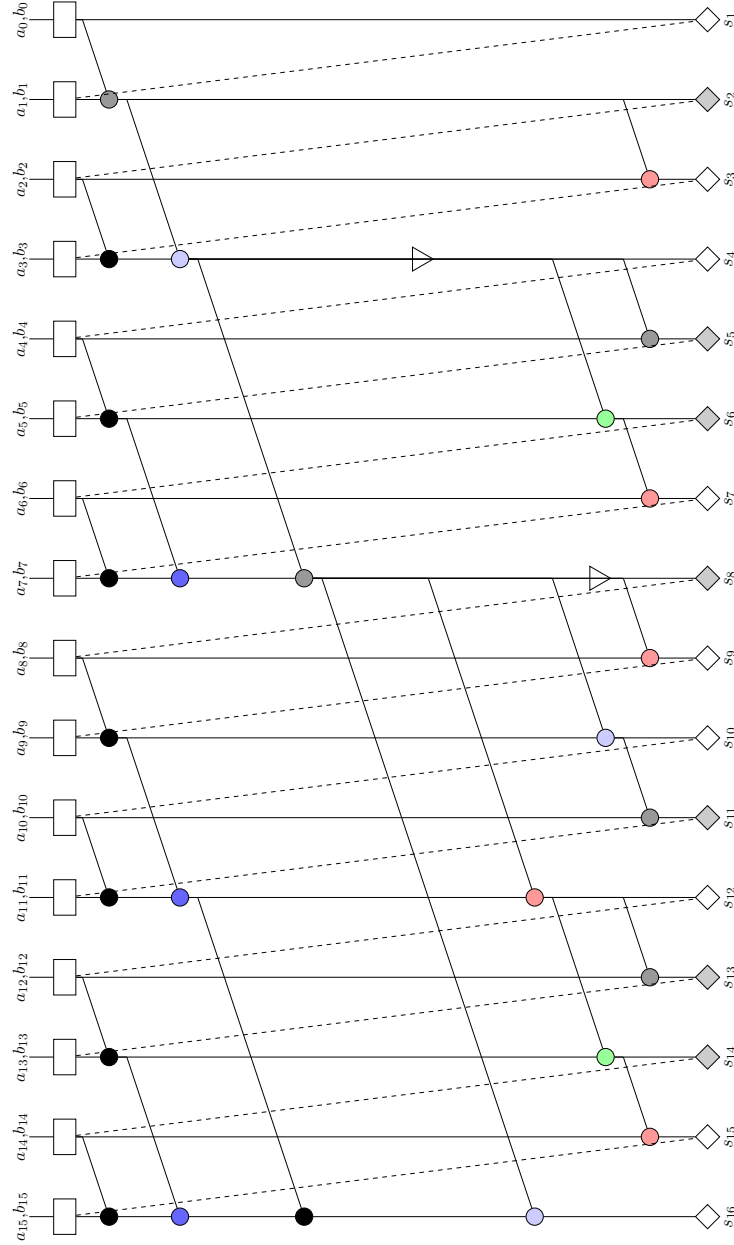 a₀,b₀
s₁
a₁,b₁
s₂
a₂,b₂
s₃
a₃,b₃
s₄
a₄,b₄
s₅
a₅,b₅
s₆
a₆,b₆
s₇
a₇,b₇
s₈
a₈,b₈
s₉
a₉,b₉
s₁₀
a₁₀,b₁₀
s₁₁
a₁₁,b₁₁
s₁₂
a₁₂,b₁₂
s₁₃
a₁₃,b₁₃
s₁₄
a₁₄,b₁₄
s₁₅
a₁₅,b₁₅
s₁₆